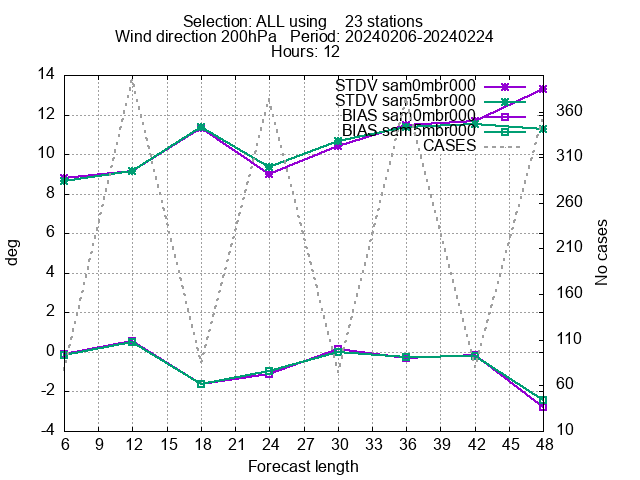 Selection: ALL using    23 stations
Wind direction 200hPa   Period: 20240206-20240224
Hours: 12
STDV sam0mbr000
STDV sam5mbr000
BIAS sam0mbr000
BIAS sam5mbr000
CASES
14
12
10
8
6
4
2
0
-2
-4
deg
360
310
260
210
160
110
60
10
No cases
6 9 12 15 18 21 24 27 30 33 36 39 42 45 48
Forecast length